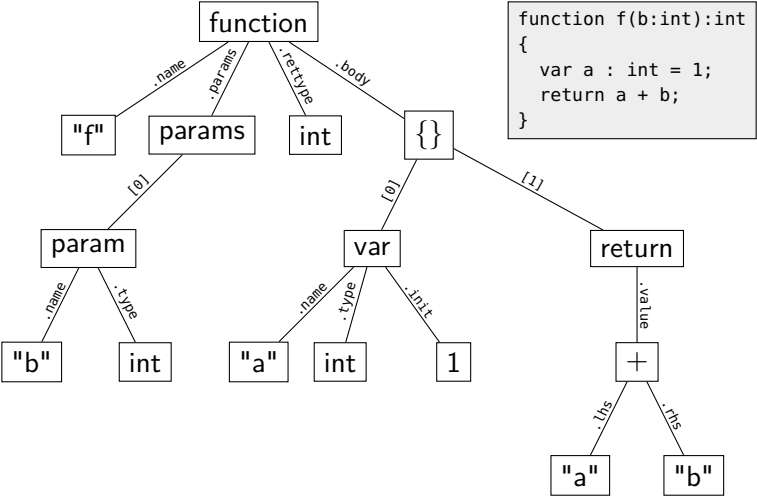 function
function f(b:int):int
{
var a : int = 1;
return a + b;
}
.name
.params
.rettype
.body
"f"
params
int
{}
[0]
[0]
[1]
param
var
return
.name
.type
.name
.type
.init
.value
"b"
int
"a"
int
1
+
.lhs
.rhs
"a"
"b"